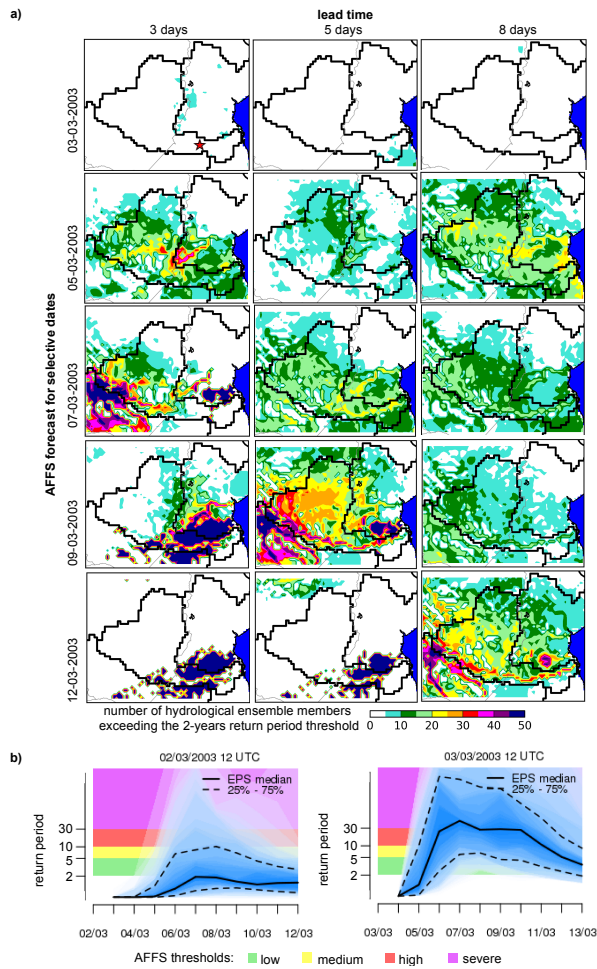 a)
lead time
3 days
5 days
8 days
AFFS forecast for selective dates
03-03-2003
05-03-2003
07-03-2003
09-03-2003
12-03-2003
number of hydrological ensemble members
exceeding the 2-years return period threshold
0 10 20 30 40 50
b)
02/03/2003 12 UTC
EPS median
25% - 75%
return period
30
10
5
2
02/03 04/03 06/03 08/03 10/03 12/03
03/03/2003 12 UTC
EPS median
25% - 75%
return period
30
10
5
2
03/03 05/03 07/03 09/03 11/03 13/03
AFFS thresholds: low medium high severe